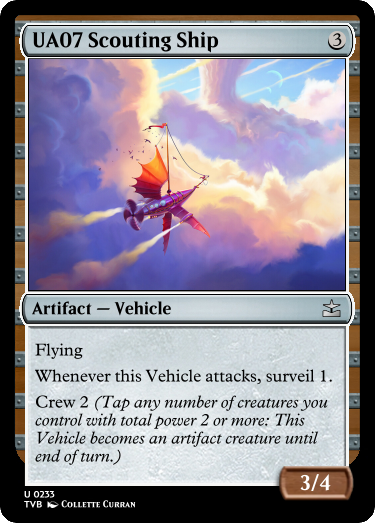 UA07 Scouting Ship
3
Artifact — Vehicle
Flying
Whenever this Vehicle attacks, surveil 1.
Crew 2 (Tap any number of creatures you
control with total power 2 or more: This
Vehicle becomes an artifact creature until
end of turn.)
3/4
U 0233
TVB Collette Curran